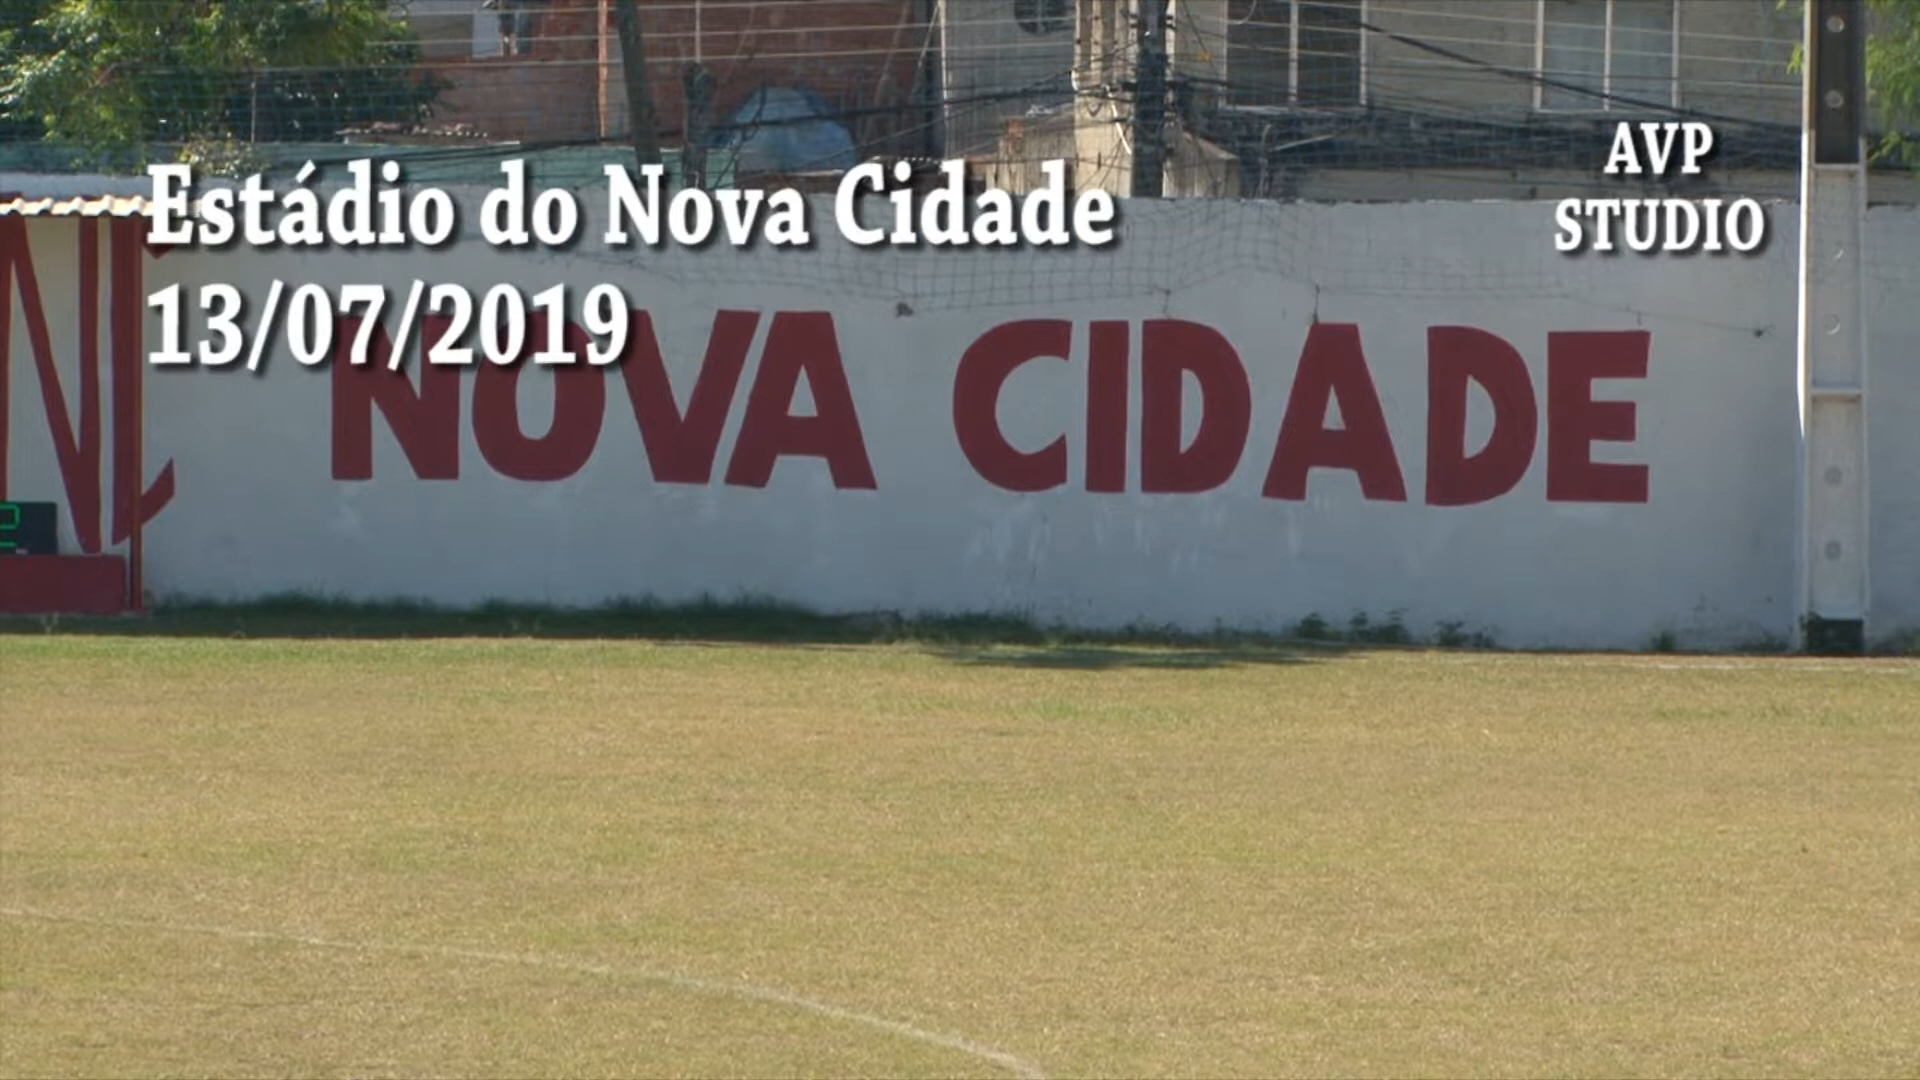 Estádio do Nova Cidade
13/07/2019
AVP
STUDIO
NOVA CIDADE